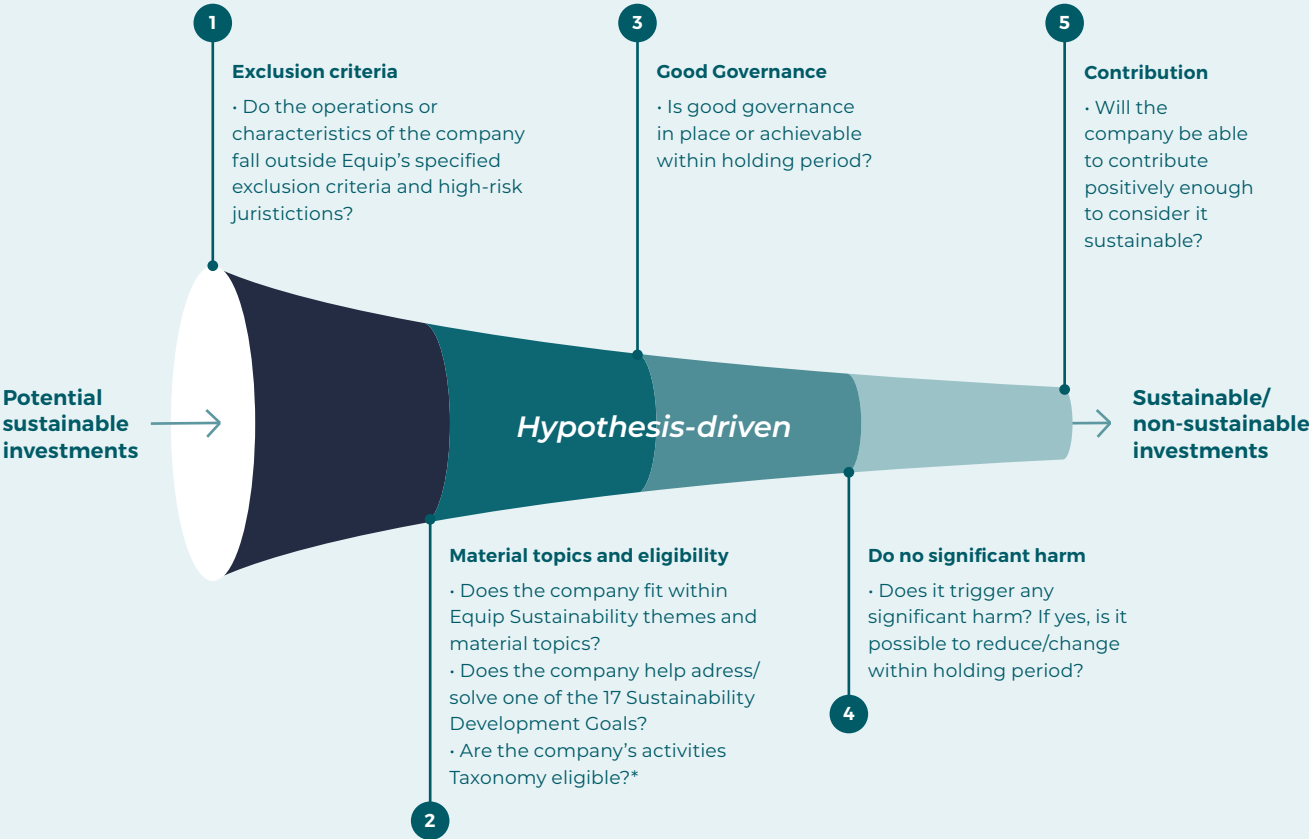 1
Exclusion criteria
· Do the operations or
characteristics of the company
fall outside Equip’s specified
exclusion criteria and high-risk
juristictions?
3
Good Governance
· Is good governance
in place or achievable
within holding period?
5
Contribution
· Will the
company be able
to contribute
positively enough
to consider it
sustainable?
Potential
sustainable
investments
Hypothesis-driven
Sustainable/
non-sustainable
investments
Material topics and eligibility
· Does the company fit within
Equip Sustainability themes and
material topics?
· Does the company help adress/
solve one of the 17 Sustainability
Development Goals?
· Are the company’s activities
Taxonomy eligible?*
2
Do no significant harm
· Does it trigger any
significant harm? If yes, is it
possible to reduce/change
within holding period?
4